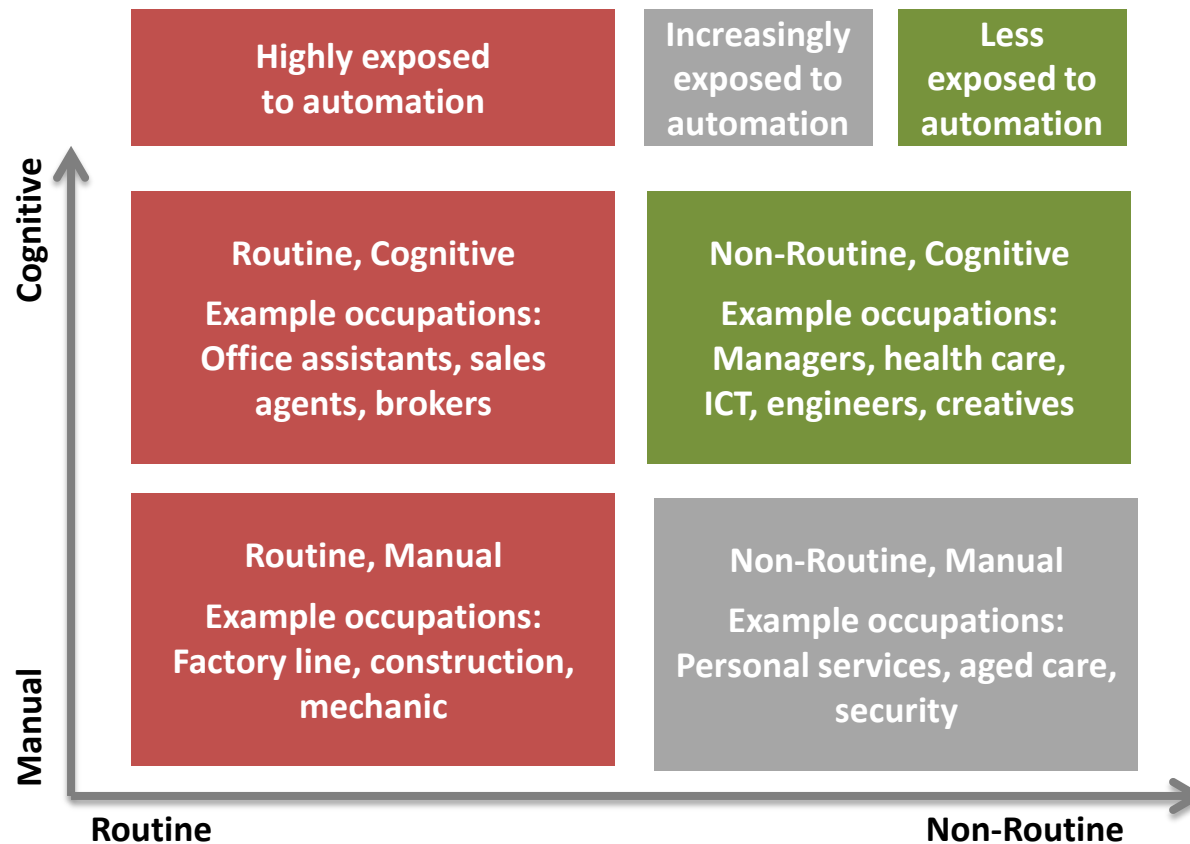 Highly exposed
to automation
Increasingly
exposed to
automation
Less
exposed to
automation
Cognitive
Routine, Cognitive
Example occupations:
Office assistants, sales
agents, brokers
Non-Routine, Cognitive
Example occupations:
Managers, health care,
ICT, engineers, creatives
Manual
Routine, Manual
Example occupations:
Factory line, construction,
mechanic
Non-Routine, Manual
Example occupations:
Personal services, aged care,
security
Routine
Non-Routine